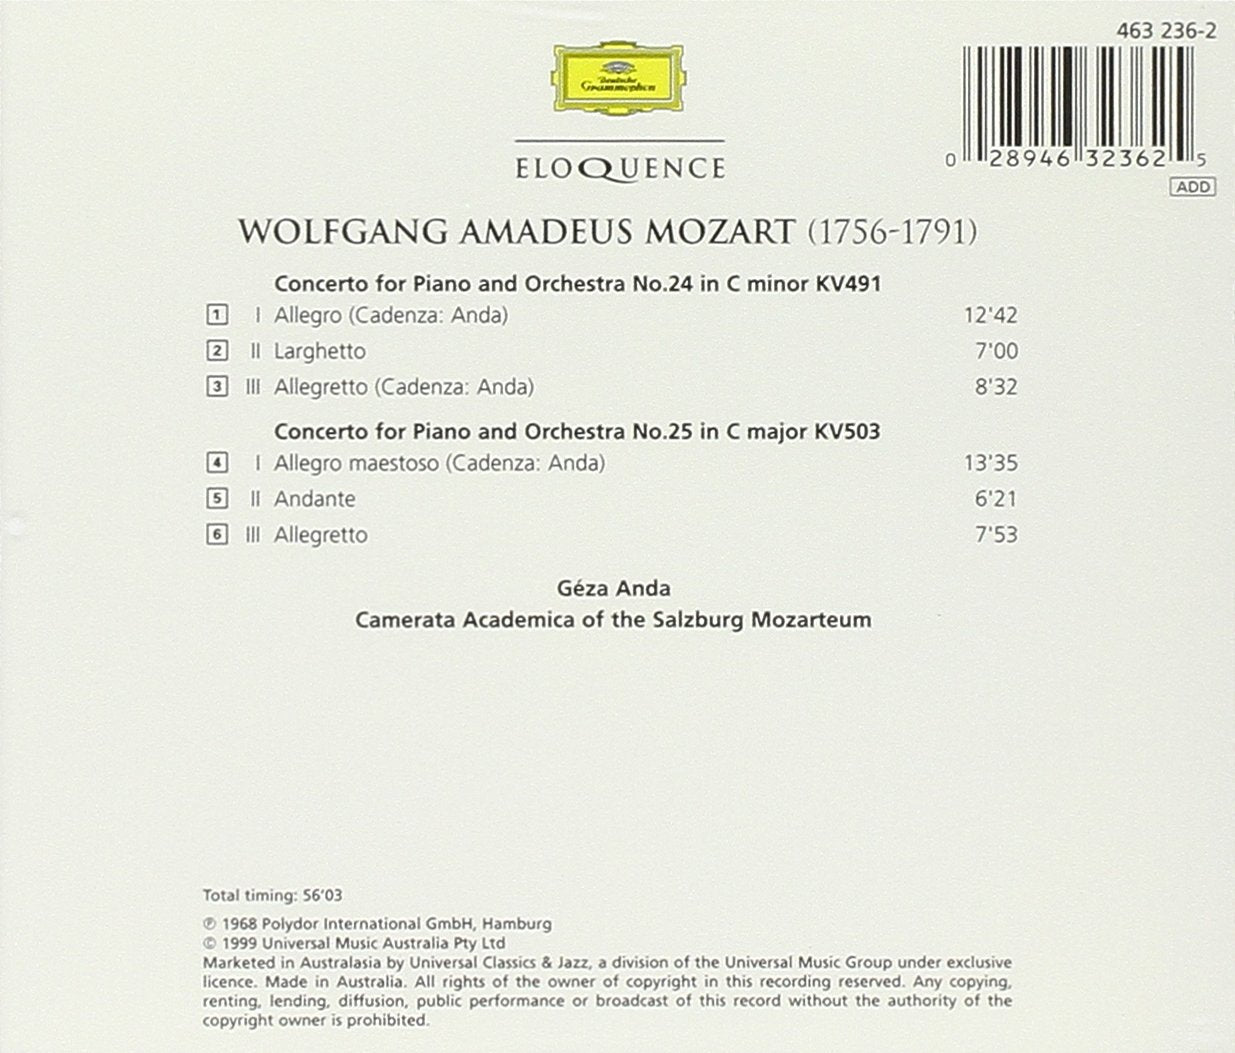 463 236-2
Deutsche
Grammophon
ELOQUENCE
0 28946 32362 5
ADD
WOLFGANG AMADEUS MOZART (1756-1791)
Concerto for Piano and Orchestra No.24 in C minor KV491
1 I Allegro (Cadenza: Anda) 12'42
2 II Larghetto 7'00
3 III Allegretto (Cadenza: Anda) 8'32
Concerto for Piano and Orchestra No.25 in C major KV503
4 I Allegro maestoso (Cadenza: Anda) 13'35
5 II Andante 6'21
6 III Allegretto 7'53
Géza Anda
Camerata Academica of the Salzburg Mozarteum
Total timing: 56'03
℗ 1968 Polydor International GmbH, Hamburg
© 1999 Universal Music Australia Pty Ltd
Marketed in Australasia by Universal Classics & Jazz, a division of the Universal Music Group under exclusive
licence. Made in Australia. All rights of the owner of copyright in this recording reserved. Any copying,
renting, lending, diffusion, public performance or broadcast of this record without the authority of the
copyright owner is prohibited.